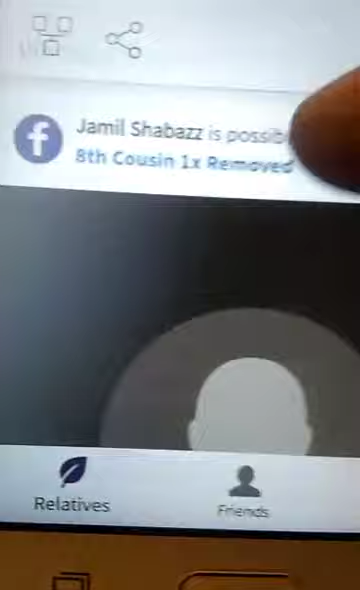 Jamil Shabazz is possib
8th Cousin 1x Removed
Relatives
Friends